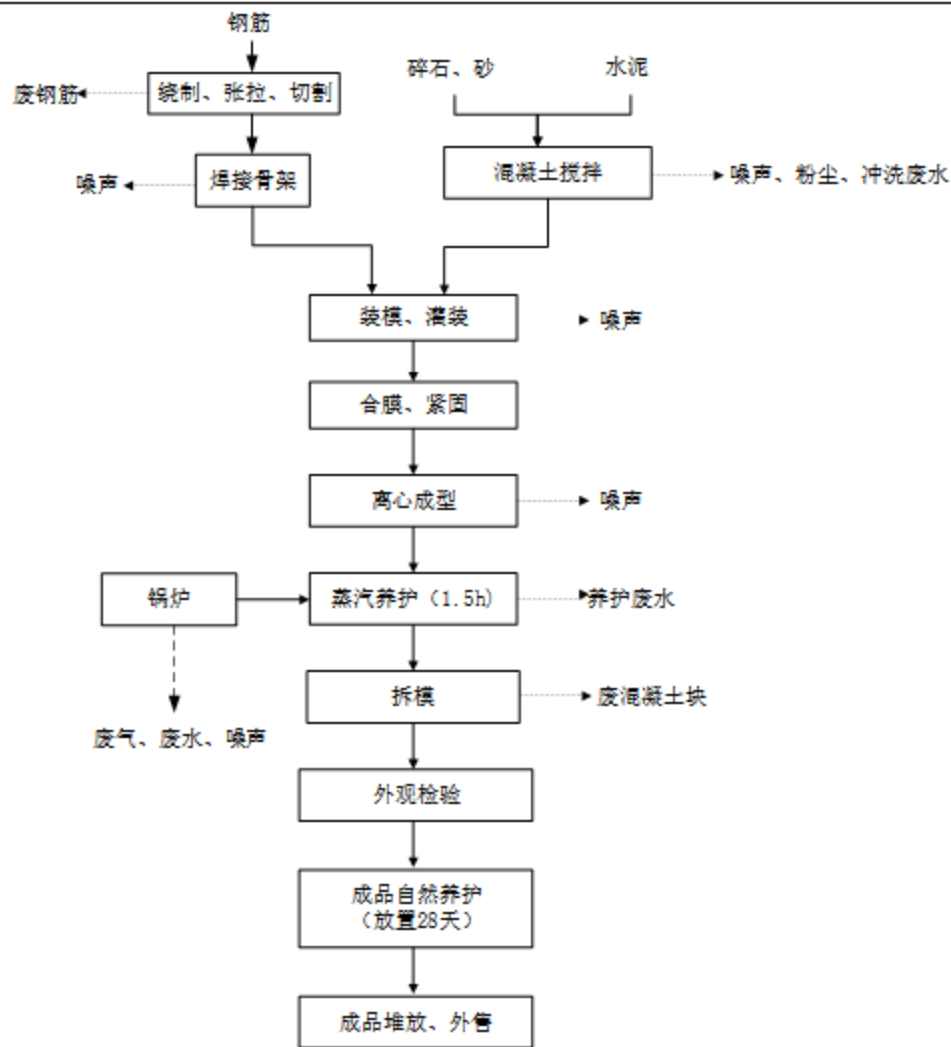 钢筋
碎石、砂
水泥
废钢筋
绕制、张拉、切割
噪声
焊接骨架
混凝土搅拌
噪声、粉尘、冲洗废水
装模、灌装
噪声
合膜、紧固
离心成型
噪声
锅炉
蒸汽养护（1.5h）
养护废水
拆模
废混凝土块
废气、废水、噪声
外观检验
成品自然养护
（放置28天）
成品堆放、外售